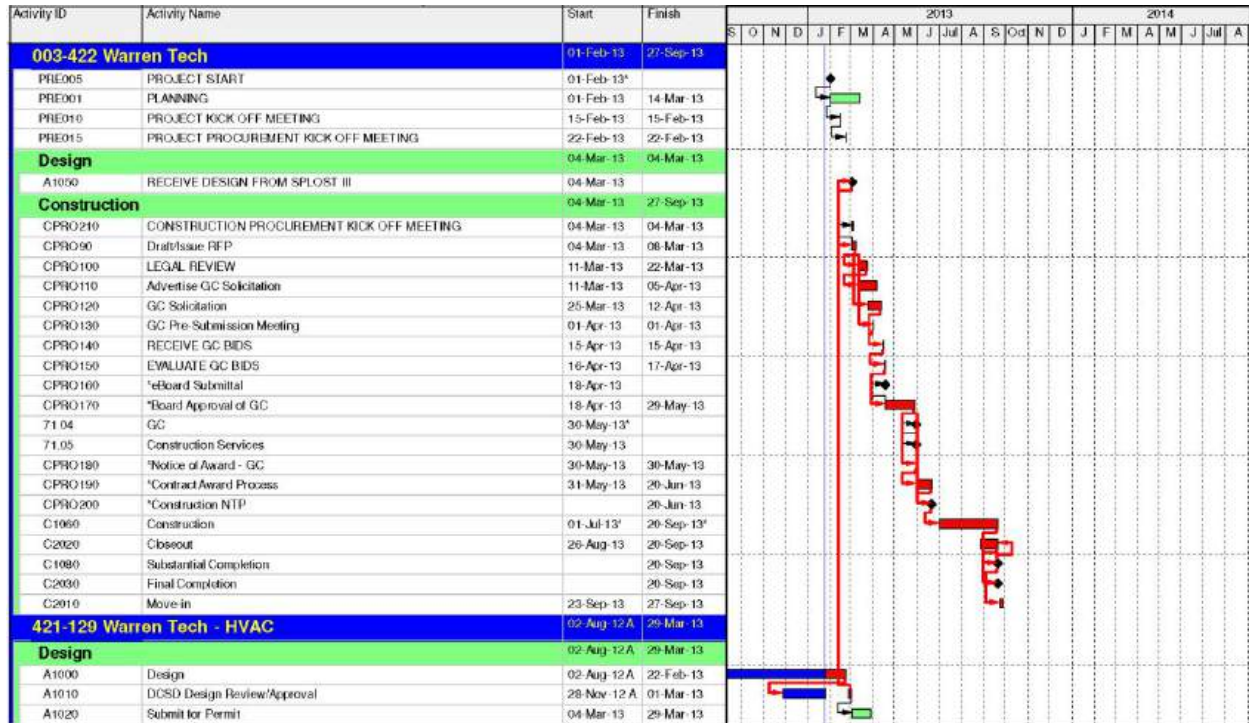 Activity ID Activity Name Start Finish 2013 2014
S O N D J F M A M J Jul A S Oct N D J F M A M J Jul A
003-422 Warren Tech 01-Feb-13 27-Sep-13
PRE005 PROJECT START 01-Feb-13*
PRE001 PLANNING 01-Feb-13 14-Mar-13
PRE010 PROJECT KICK OFF MEETING 15-Feb-13 15-Feb-13
PRE015 PROJECT PROCUREMENT KICK OFF MEETING 22-Feb-13 22-Feb-13
Design 04-Mar-13 04-Mar-13
A1050 RECEIVE DESIGN FROM SPLOST III 04-Mar-13
Construction 04-Mar-13 27-Sep-13
CPRO210 CONSTRUCTION PROCUREMENT KICK OFF MEETING 04-Mar-13 04-Mar-13
CPRO90 Draft/Issue RFP 04-Mar-13 08-Mar-13
CPRO100 LEGAL REVIEW 11-Mar-13 22-Mar-13
CPRO110 Advertise GC Solicitation 11-Mar-13 05-Apr-13
CPRO120 GC Solicitation 25-Mar-13 12-Apr-13
CPRO130 GC Pre-Submission Meeting 01-Apr-13 01-Apr-13
CPRO140 RECEIVE GC BIDS 15-Apr-13 15-Apr-13
CPRO150 EVALUATE GC BIDS 16-Apr-13 17-Apr-13
CPRO160 *eBoard Submittal 18-Apr-13
CPRO170 *Board Approval of GC 18-Apr-13 29-May-13
71.04 GC 30-May-13*
71.05 Construction Services 30-May-13
CPRO180 *Notice of Award - GC 30-May-13 30-May-13
CPRO190 *Contract Award Process 31-May-13 20-Jun-13
CPRO200 *Construction NTP 20-Jun-13
C1060 Construction 01-Jul-13* 20-Sep-13*
C2020 Closeout 26-Aug-13 20-Sep-13
C1080 Substantial Completion 20-Sep-13
C2030 Final Completion 20-Sep-13
C2010 Move-in 23-Sep-13 27-Sep-13
421-129 Warren Tech - HVAC 02-Aug-12 A 29-Mar-13
Design 02-Aug-12 A 29-Mar-13
A1000 Design 02-Aug-12 A 22-Feb-13
A1010 DCSD Design Review/Approval 28-Nov-12 A 01-Mar-13
A1020 Submit for Permit 04-Mar-13 29-Mar-13